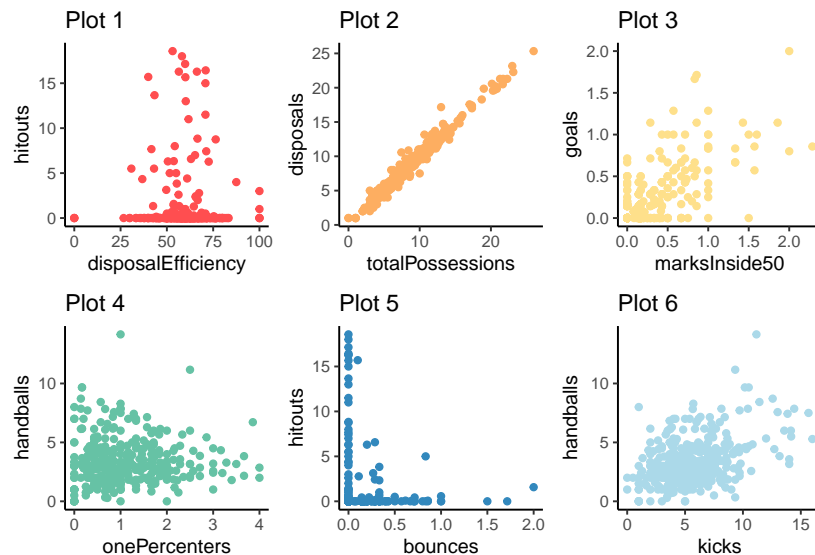 Plot 1
Plot 2
Plot 3
hitouts
15
10
5
0
0
25
50
75
100
disposalEfficiency
disposals
25
20
15
10
5
0
0
10
20
totalPossessions
goals
2.0
1.5
1.0
0.5
0.0
0.0
0.5
1.0
1.5
2.0
marksInside50
Plot 4
Plot 5
Plot 6
handballs
10
5
0
0
1
2
3
4
onePercenters
hitouts
15
10
5
0
0.0
0.5
1.0
1.5
2.0
bounces
handballs
10
5
0
0
5
10
15
kicks